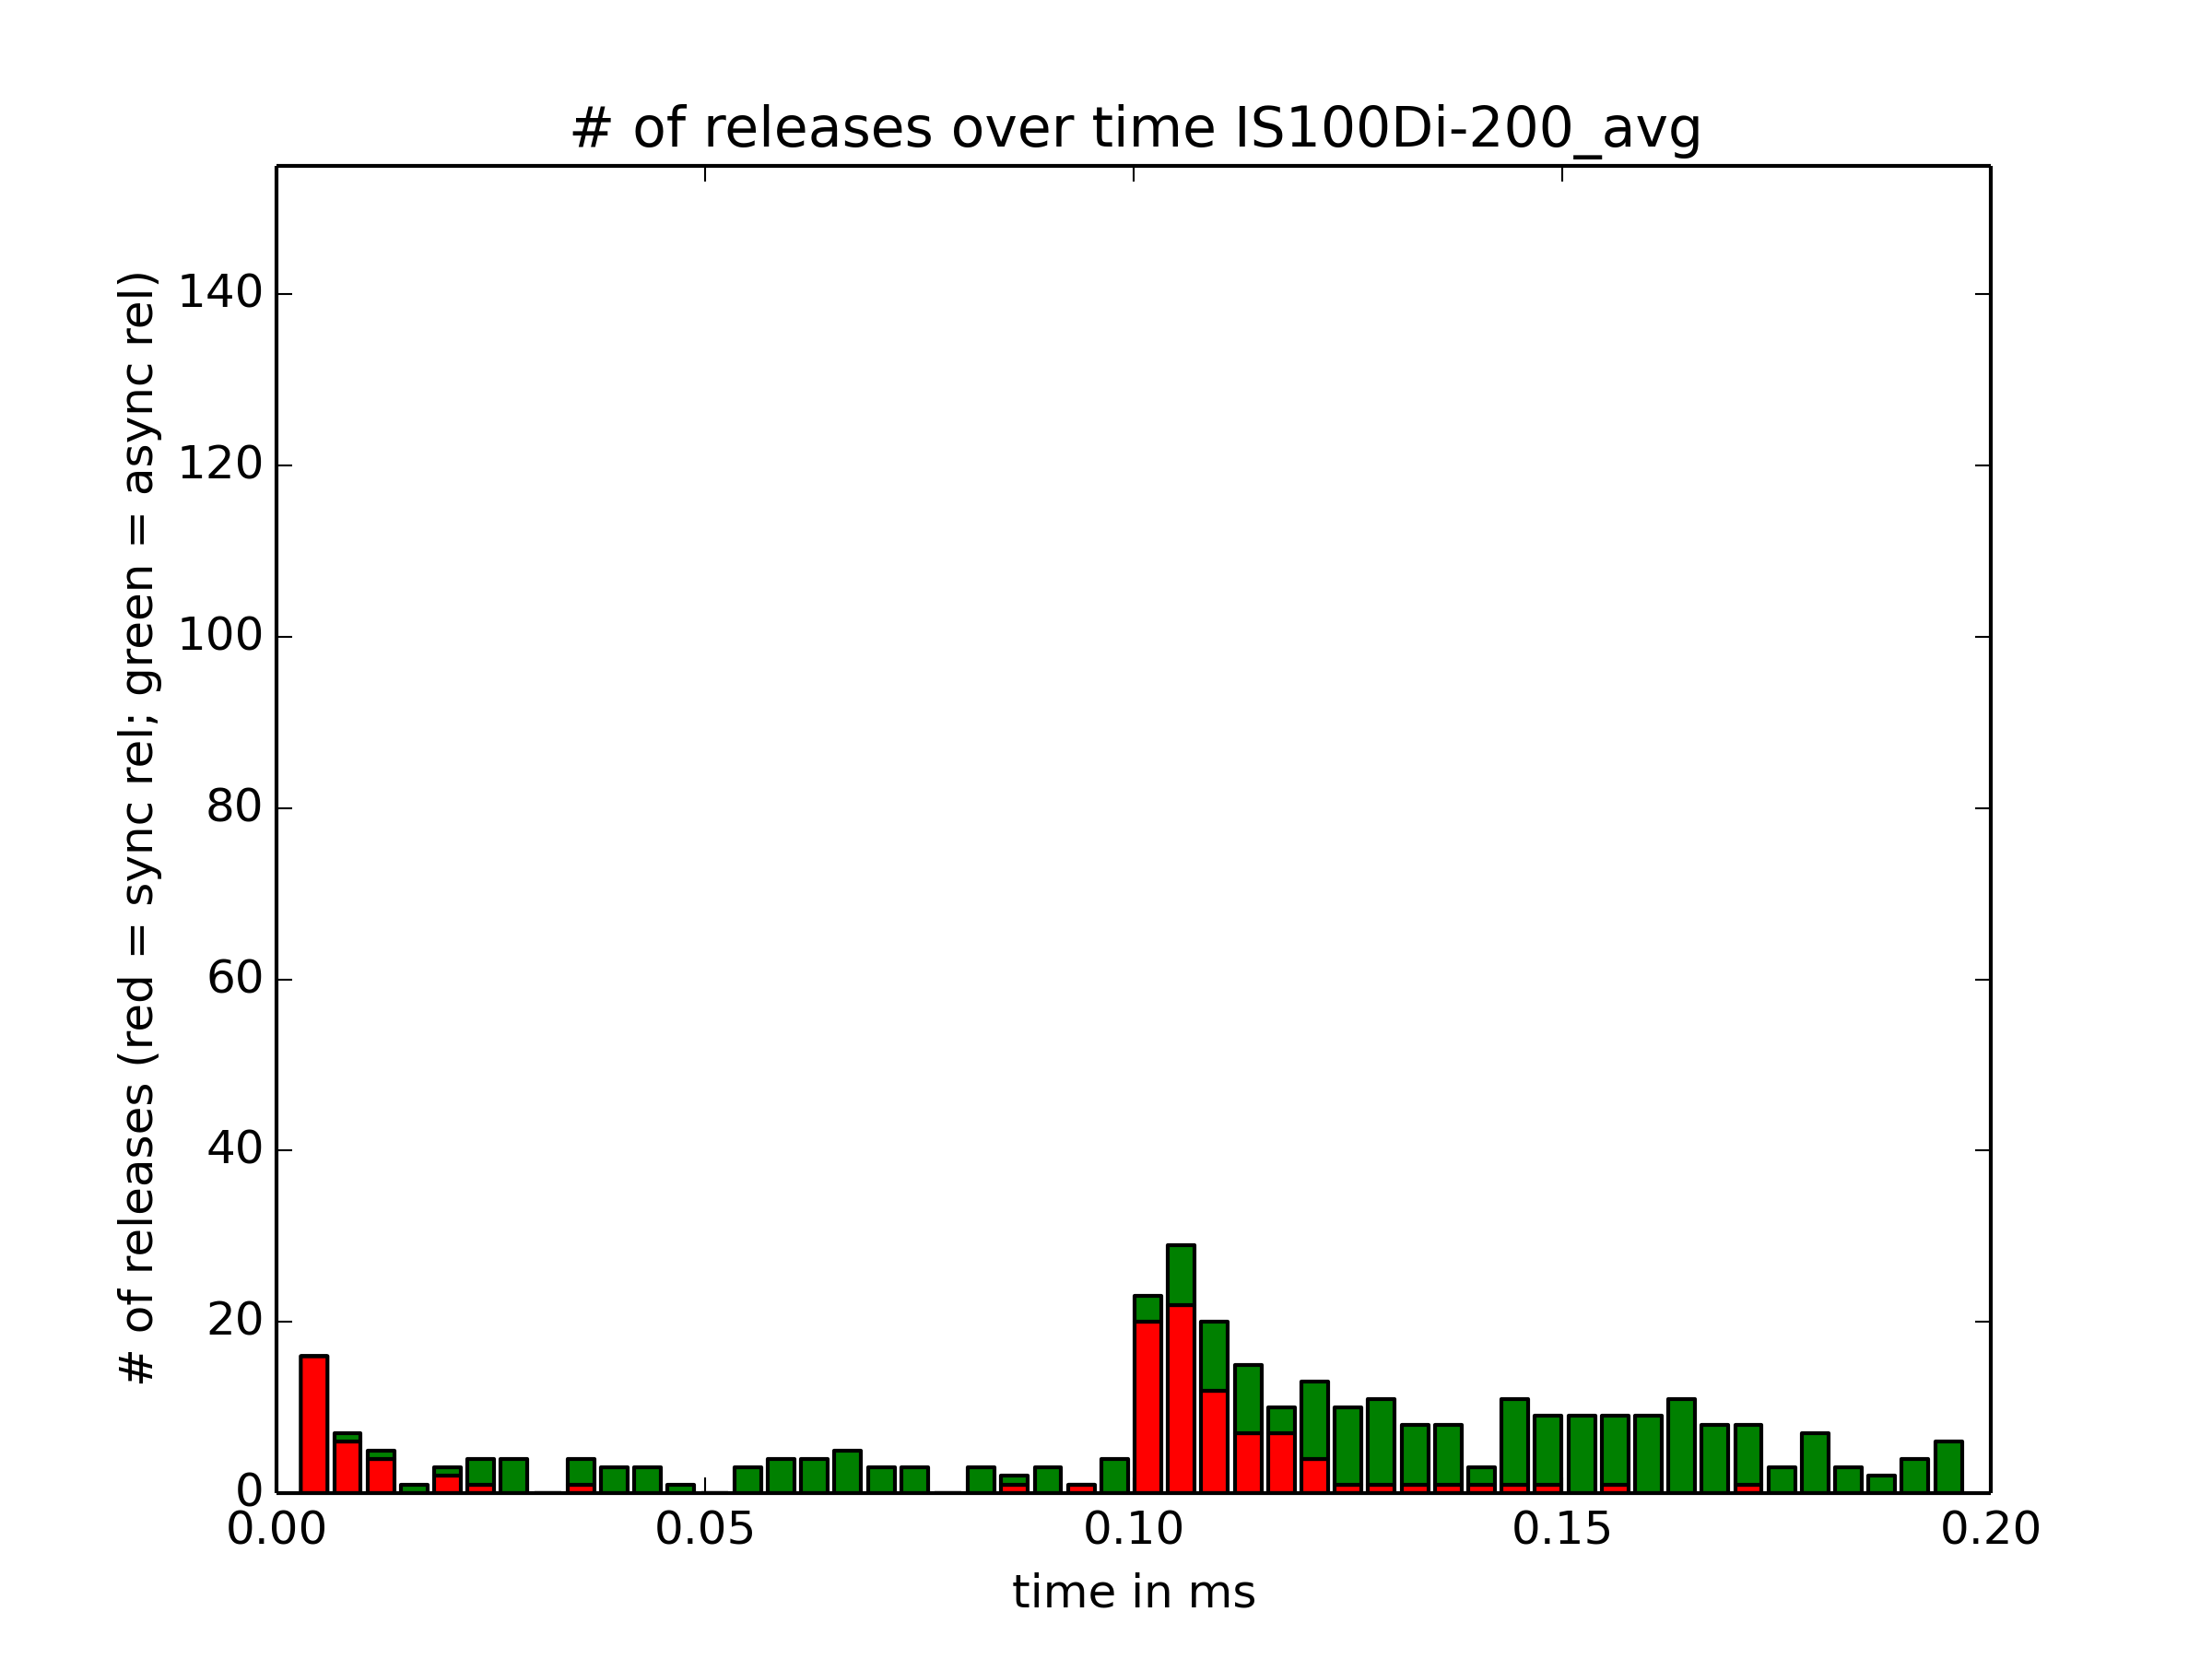 # of releases over time IS100Di-200_avg
# of releases (red = sync rel; green = async rel)
140
120
100
80
60
40
20
0
0.00 0.05 0.10 0.15 0.20
time in ms